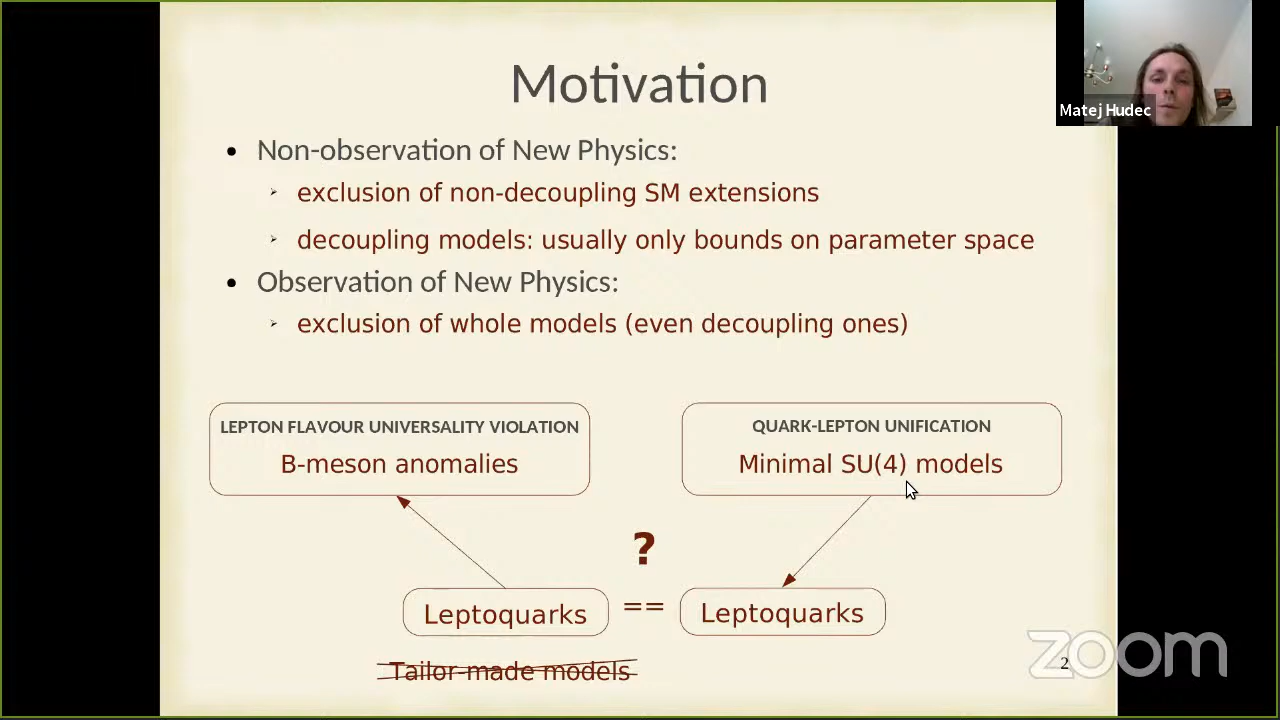 Motivation
Matej Hudec
Non-observation of New Physics:
exclusion of non-decoupling SM extensions
decoupling models: usually only bounds on parameter space
Observation of New Physics:
exclusion of whole models (even decoupling ones)
LEPTON FLAVOUR UNIVERSALITY VIOLATION
B-meson anomalies
QUARK-LEPTON UNIFICATION
Minimal SU(4) models
?
Leptoquarks == Leptoquarks
Tailor-made models
2
zoom